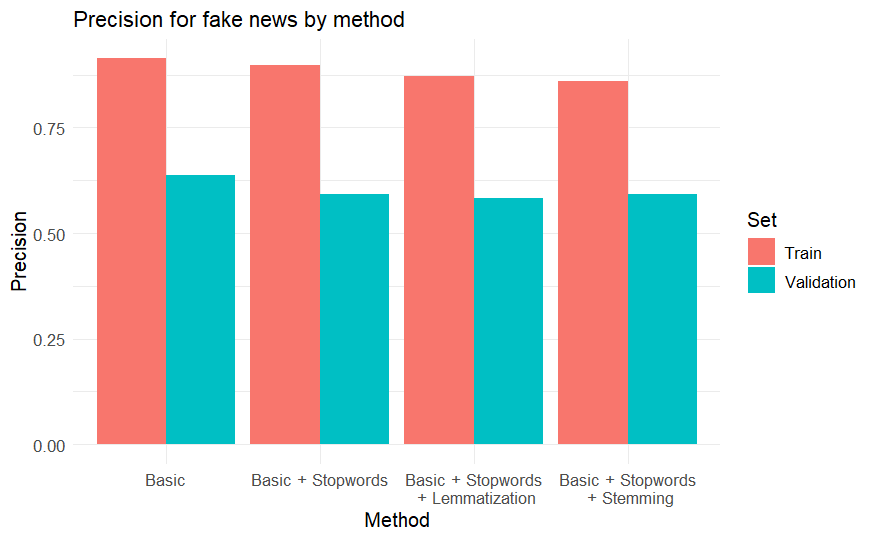 Precision for fake news by method
Precision
0.75
0.50
0.25
0.00
Basic
Basic + Stopwords
Basic + Stopwords
+ Lemmatization
Basic + Stopwords
+ Stemming
Method
Set
Train
Validation